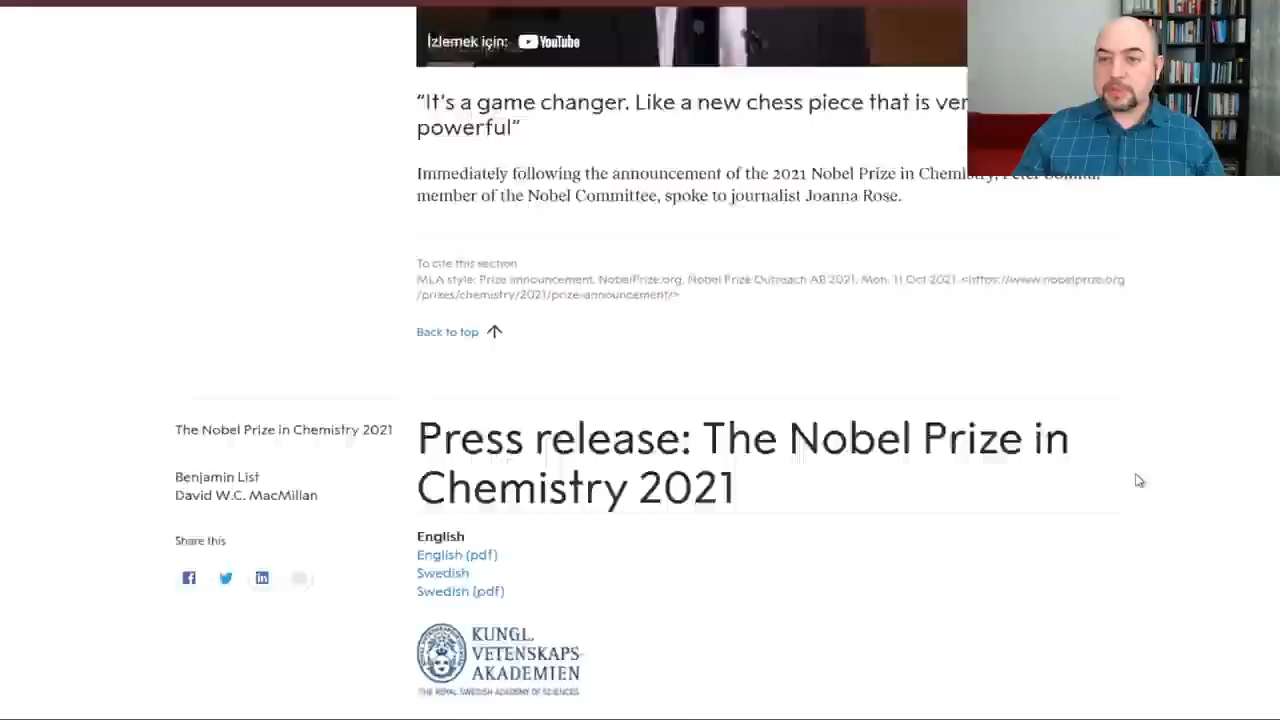 İzlemek için: YouTube
“It's a game changer. Like a new chess piece that is ver
powerful”
Immediately following the announcement of the 2021 Nobel Prize in Chemistry, Peter
member of the Nobel Committee, spoke to journalist Joanna Rose.
To cite this section
MLA style: Prize announcement. NobelPrize.org. Nobel Prize Outreach AB 2021. Mon. 11 Oct 2021. <https://www.nobelprize.org
/prizes/chemistry/2021/prize-announcement/>
Back to top
The Nobel Prize in Chemistry 2021
Benjamin List
David W.C. MacMillan
Share this
Press release: The Nobel Prize in
Chemistry 2021
English
English (pdf)
Swedish
Swedish (pdf)
KUNGL.
VETENSKAPS-
AKADEMIEN
THE ROYAL SWEDISH ACADEMY OF SCIENCES